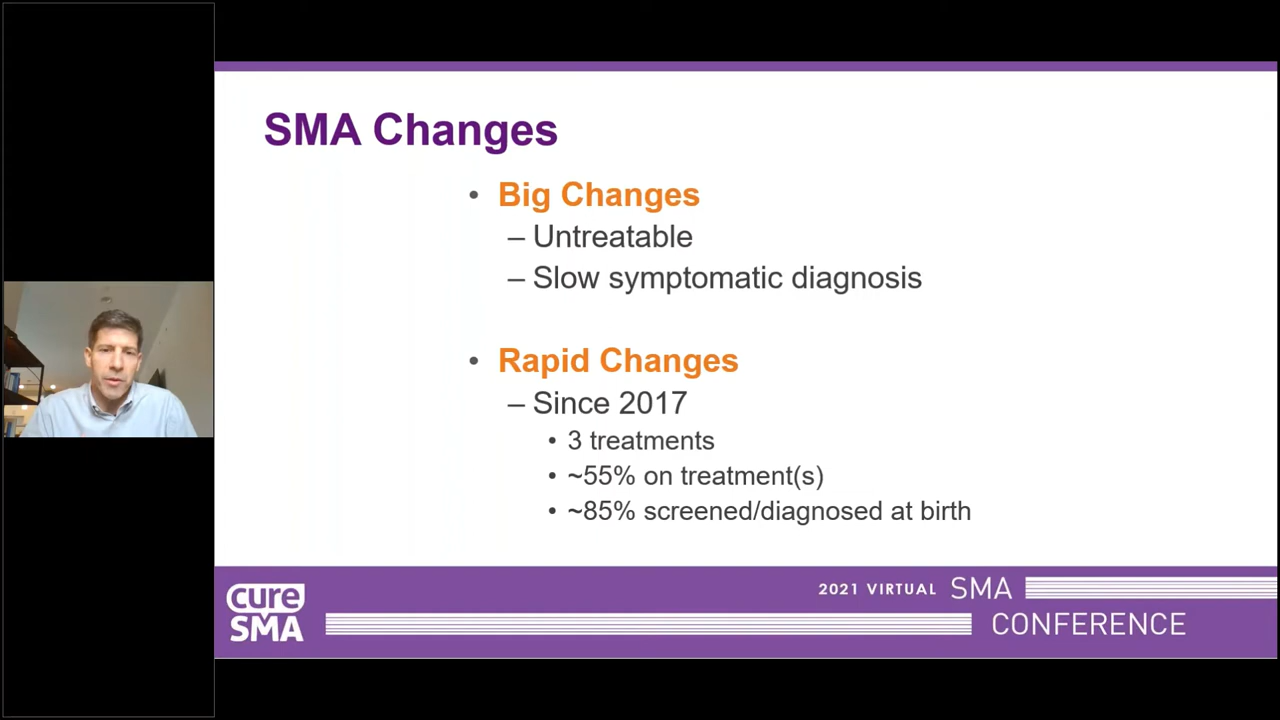 SMA Changes
• Big Changes
– Untreatable
– Slow symptomatic diagnosis
• Rapid Changes
– Since 2017
• 3 treatments
• ~55% on treatment(s)
• ~85% screened/diagnosed at birth
cure
SMA
2021 VIRTUAL SMA
CONFERENCE